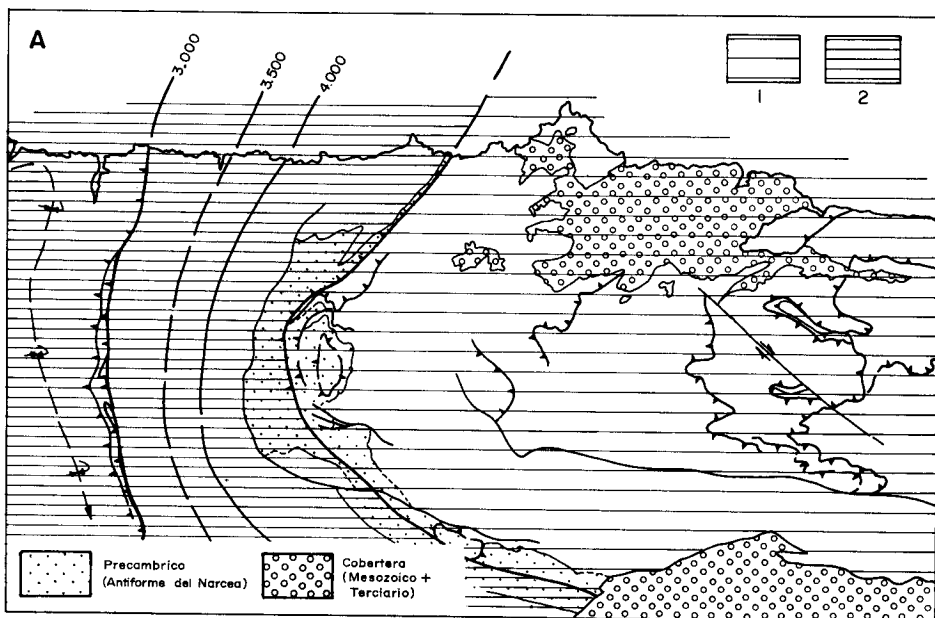 A
3.000
3.500
4.000
1
2
Precambrico
(Antiforme del Narcea)
Cobertera
(Mesozoico +
Terciario)